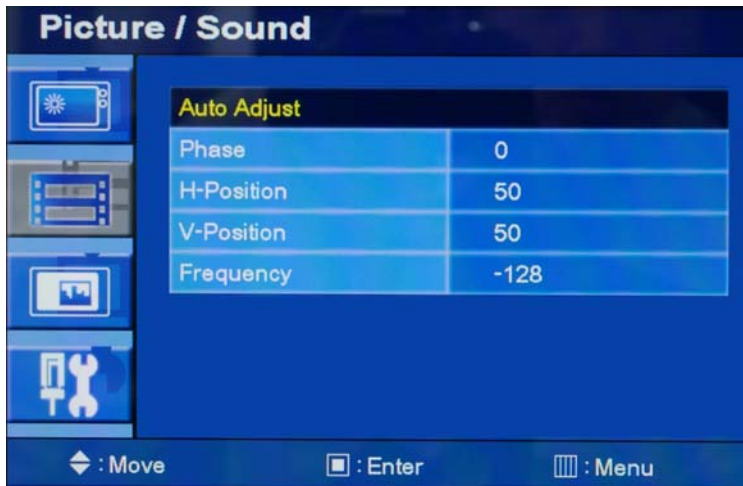 Picture / Sound
Auto Adjust
Phase 0
H-Position 50
V-Position 50
Frequency -128
: Move : Enter : Menu